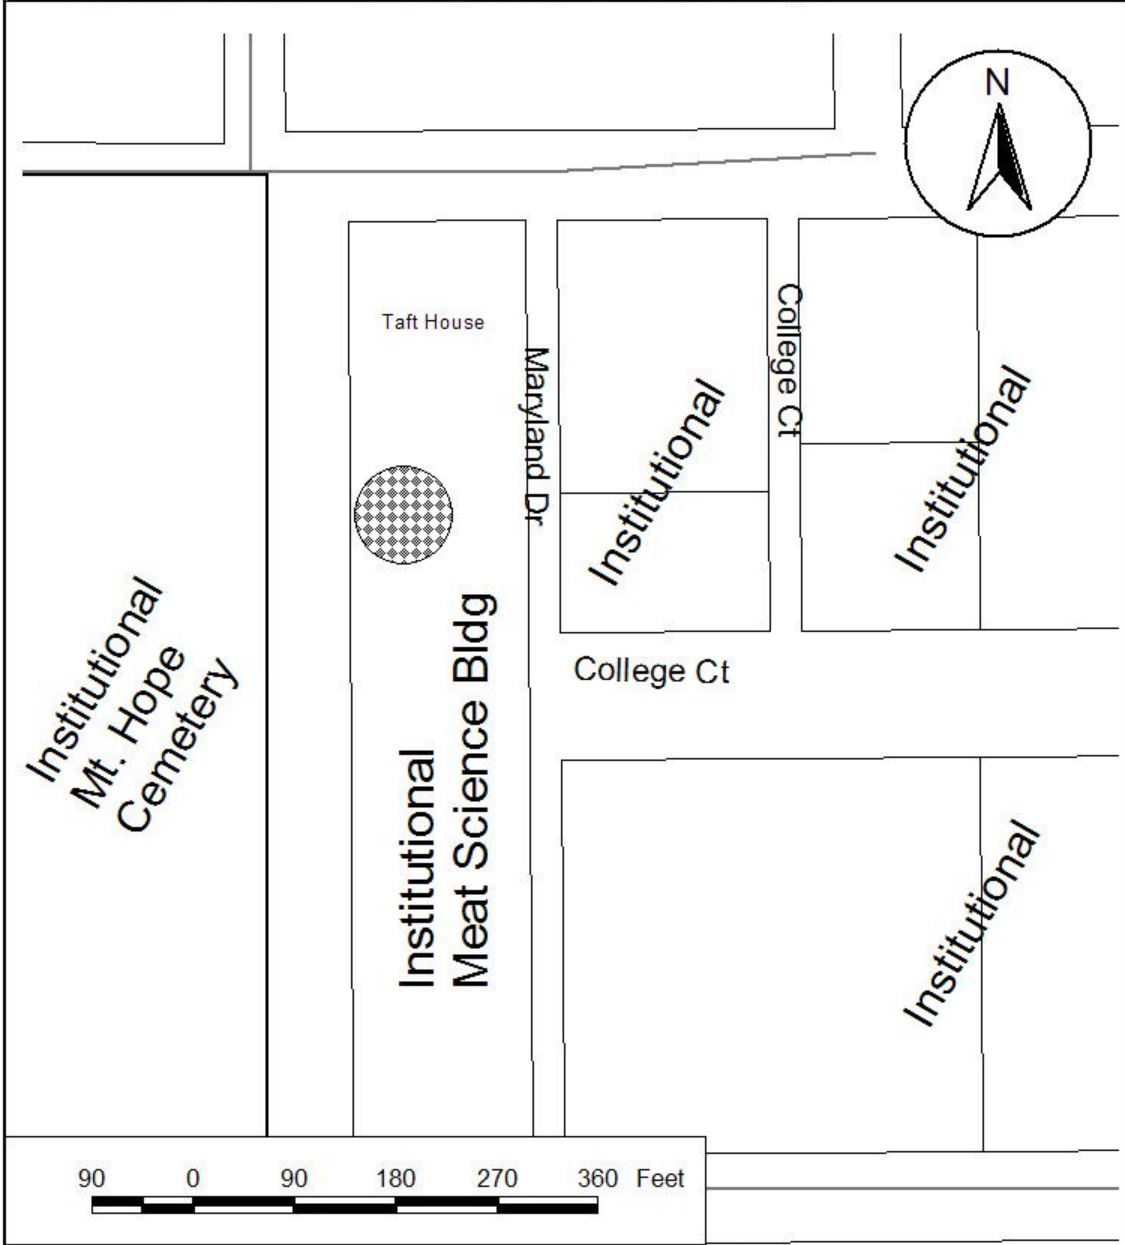 N
Taft House
Maryland Dr
College Ct
Institutional
Institutional
Institutional
Mt. Hope
Cemetery
Institutional
Meat Science Bldg
College Ct
Institutional
90 0 90 180 270 360 Feet